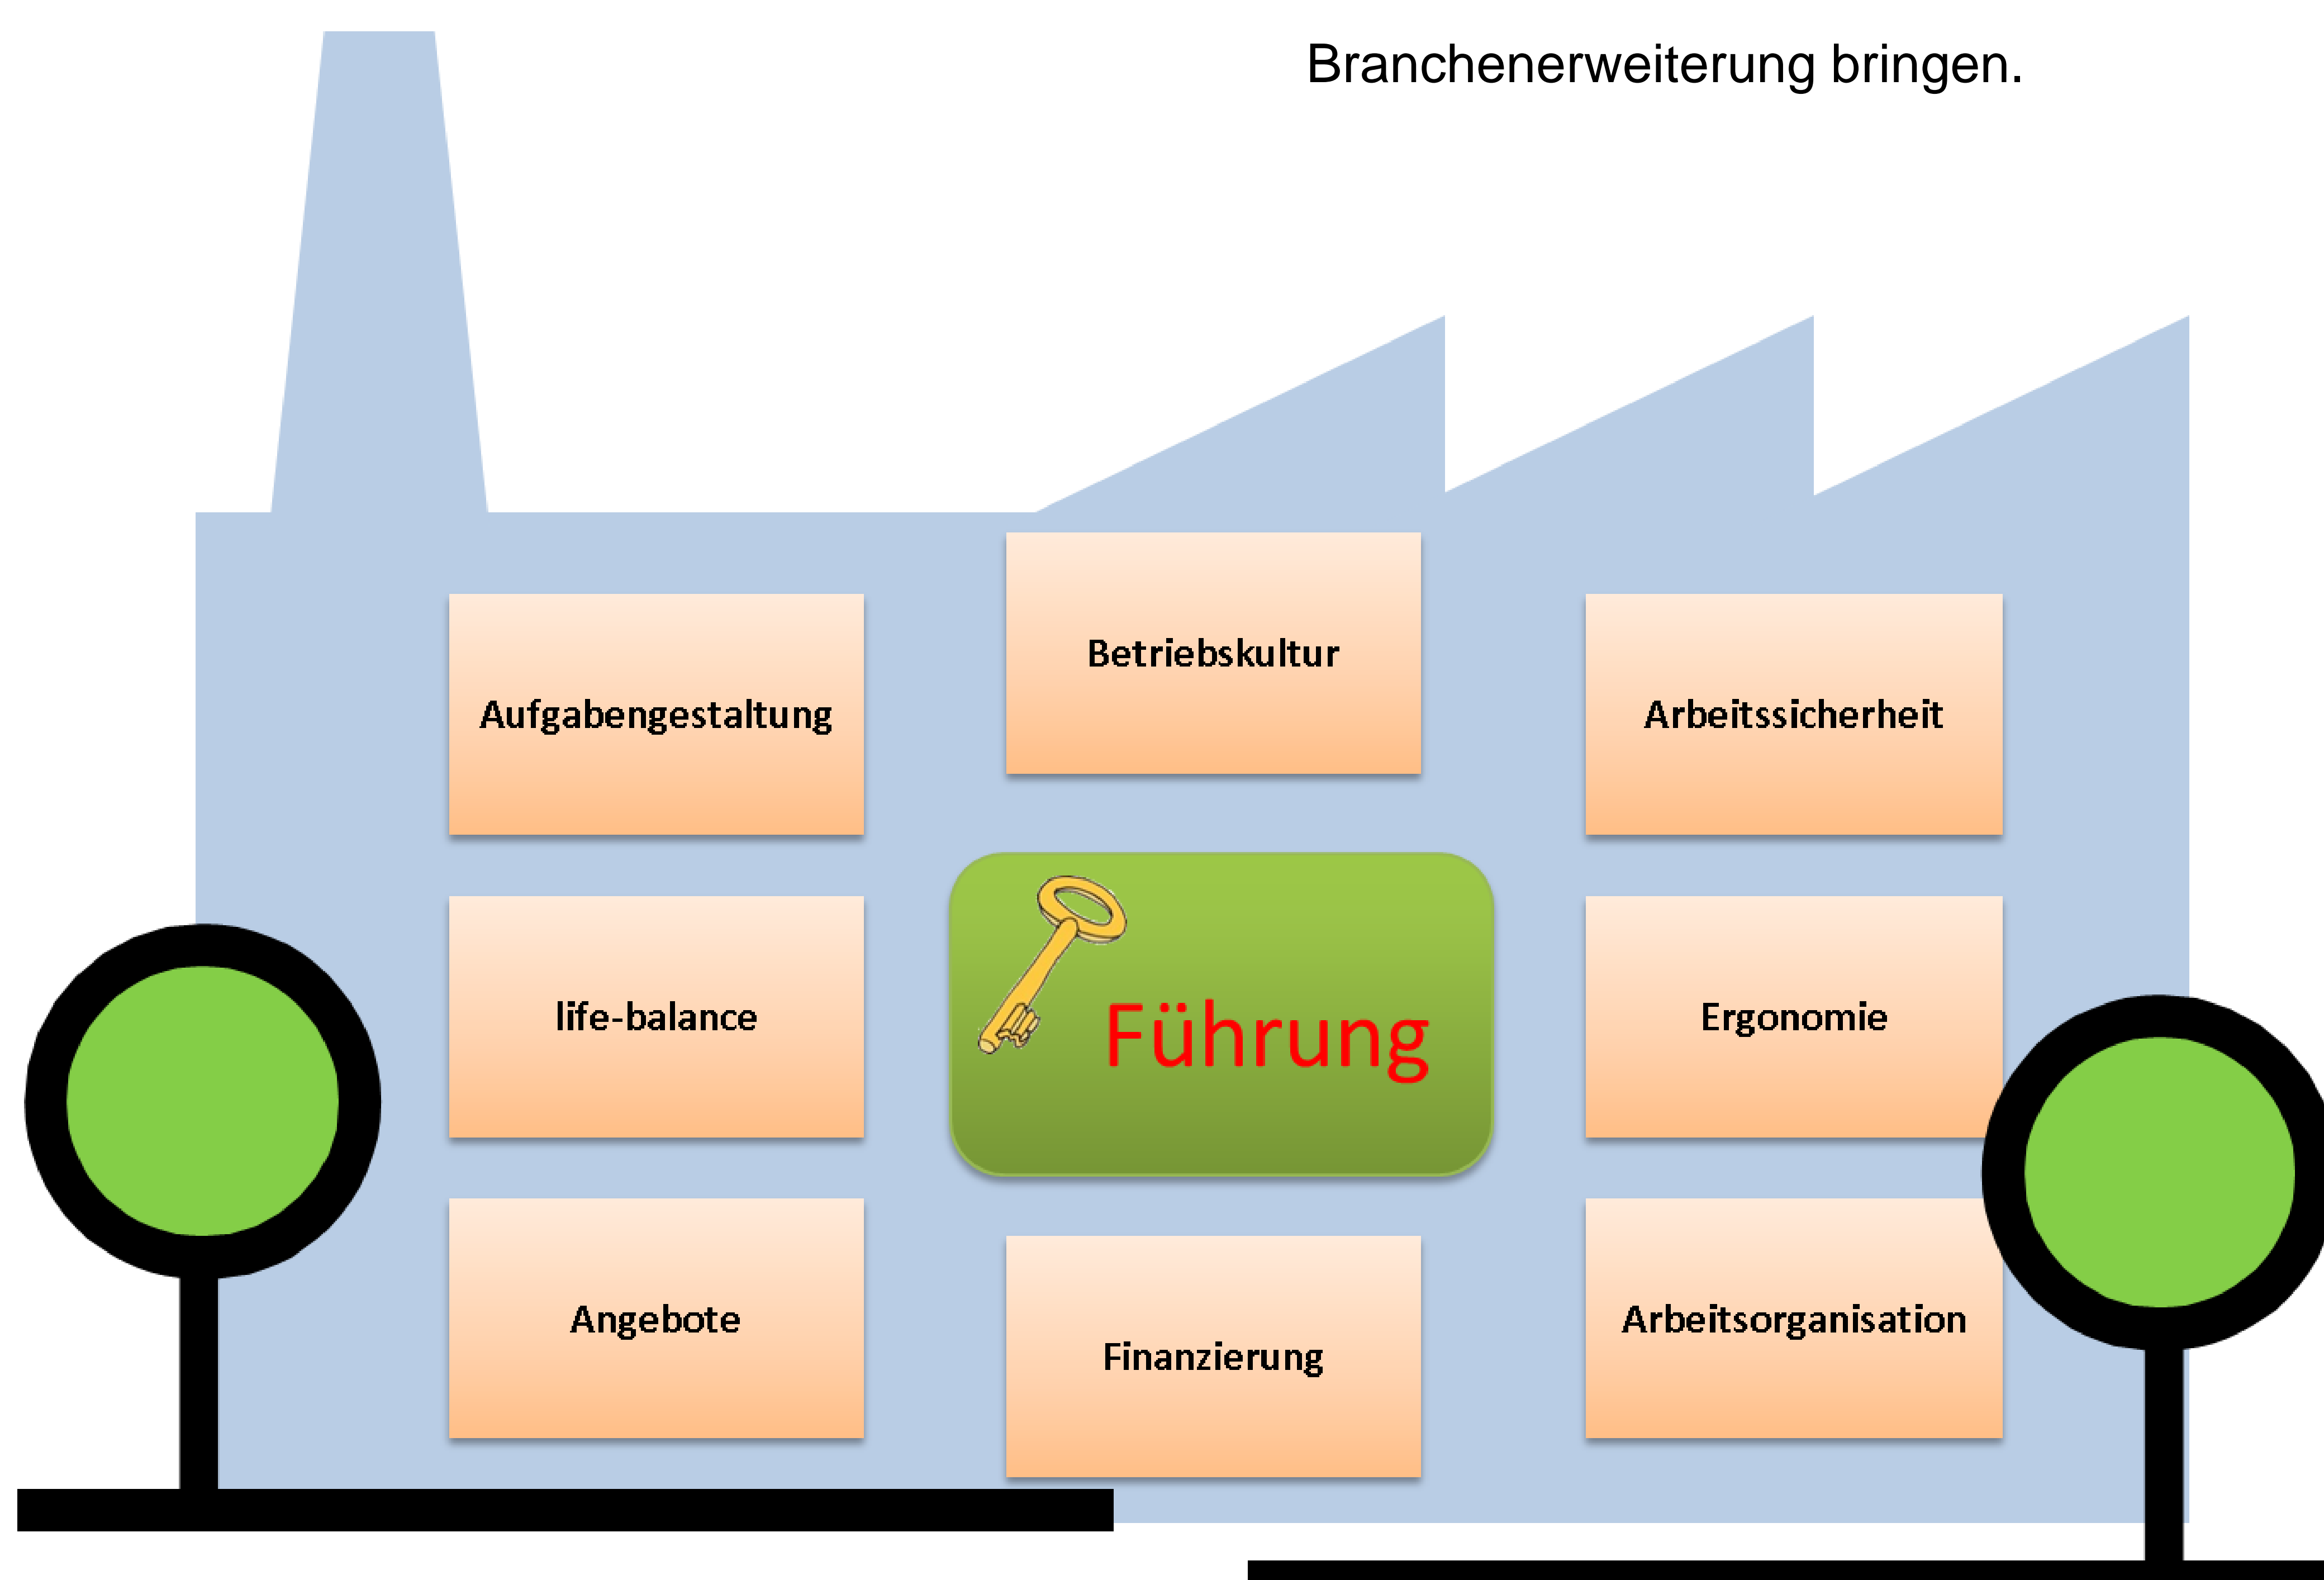 Branchenerweiterung bringen.
Betriebskultur
Aufgabengestaltung
Arbeitssicherheit
life-balance
Führung
Ergonomie
Angebote
Finanzierung
Arbeitsorganisation